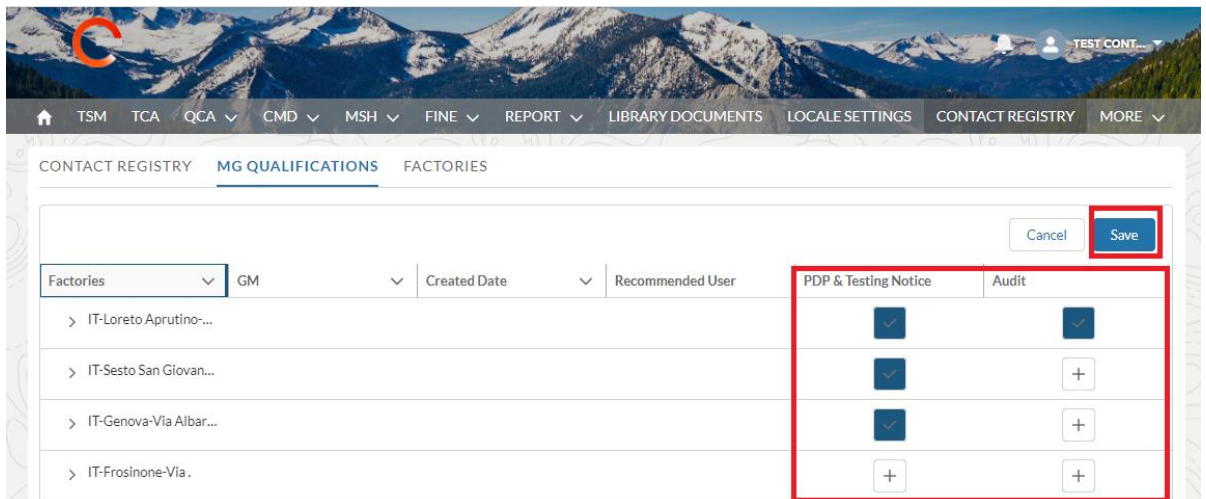 TEST CONT...
TSM TCA QCA CMD MSH FINE REPORT LIBRARY DOCUMENTS LOCALE SETTINGS CONTACT REGISTRY MORE
CONTACT REGISTRY MG QUALIFICATIONS FACTORIES
Cancel Save
Factories GM Created Date Recommended User PDP & Testing Notice Audit
IT-Loreto Aprutino-...
IT-Sesto San Giovan...
IT-Genova-Via Albar...
IT-Frosinone-Via .